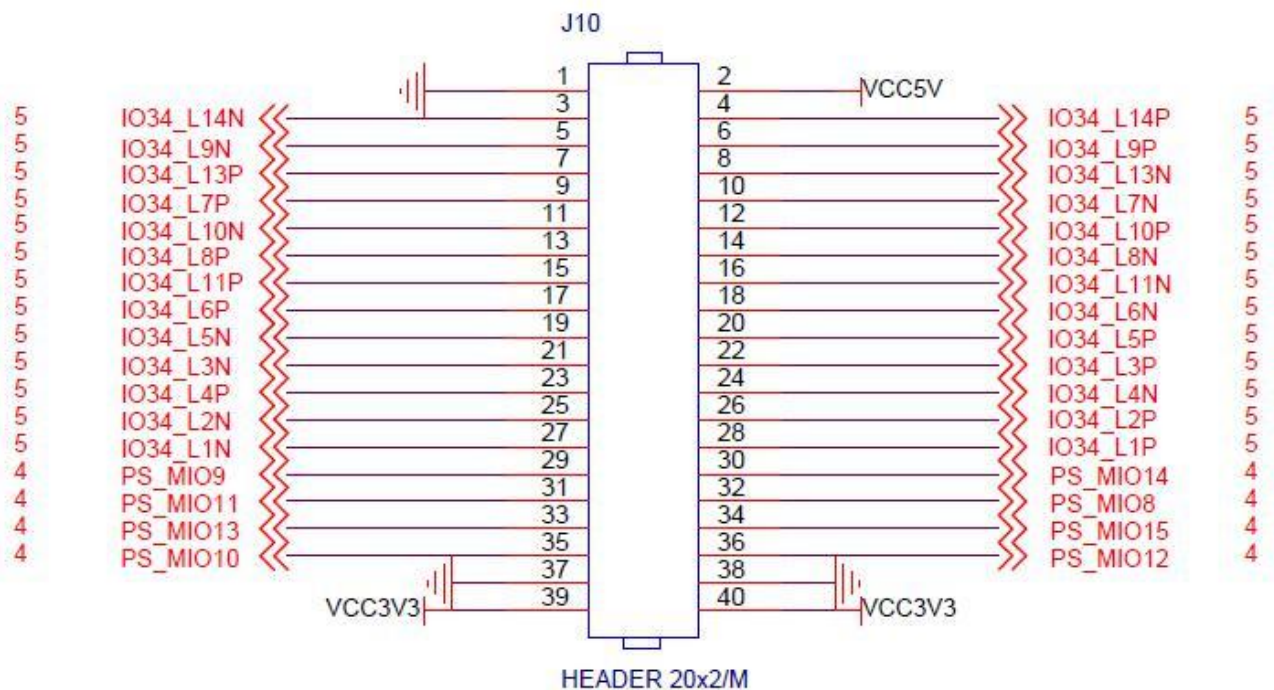 J10
1 2 VCC5V
5 IO34_L14N 3 4 IO34_L14P 5
5 IO34_L9N 5 6 IO34_L9P 5
5 IO34_L13P 7 8 IO34_L13N 5
5 IO34_L7P 9 10 IO34_L7N 5
5 IO34_L10N 11 12 IO34_L10P 5
5 IO34_L8P 13 14 IO34_L8N 5
5 IO34_L11P 15 16 IO34_L11N 5
5 IO34_L6P 17 18 IO34_L6N 5
5 IO34_L5N 19 20 IO34_L5P 5
5 IO34_L3N 21 22 IO34_L3P 5
5 IO34_L4P 23 24 IO34_L4N 5
5 IO34_L2N 25 26 IO34_L2P 5
5 IO34_L1N 27 28 IO34_L1P 5
4 PS_MIO9 29 30 PS_MIO14 4
4 PS_MIO11 31 32 PS_MIO8 4
4 PS_MIO13 33 34 PS_MIO15 4
4 PS_MIO10 35 36 PS_MIO12 4
37 38
VCC3V3 39 40 VCC3V3
HEADER 20x2/M